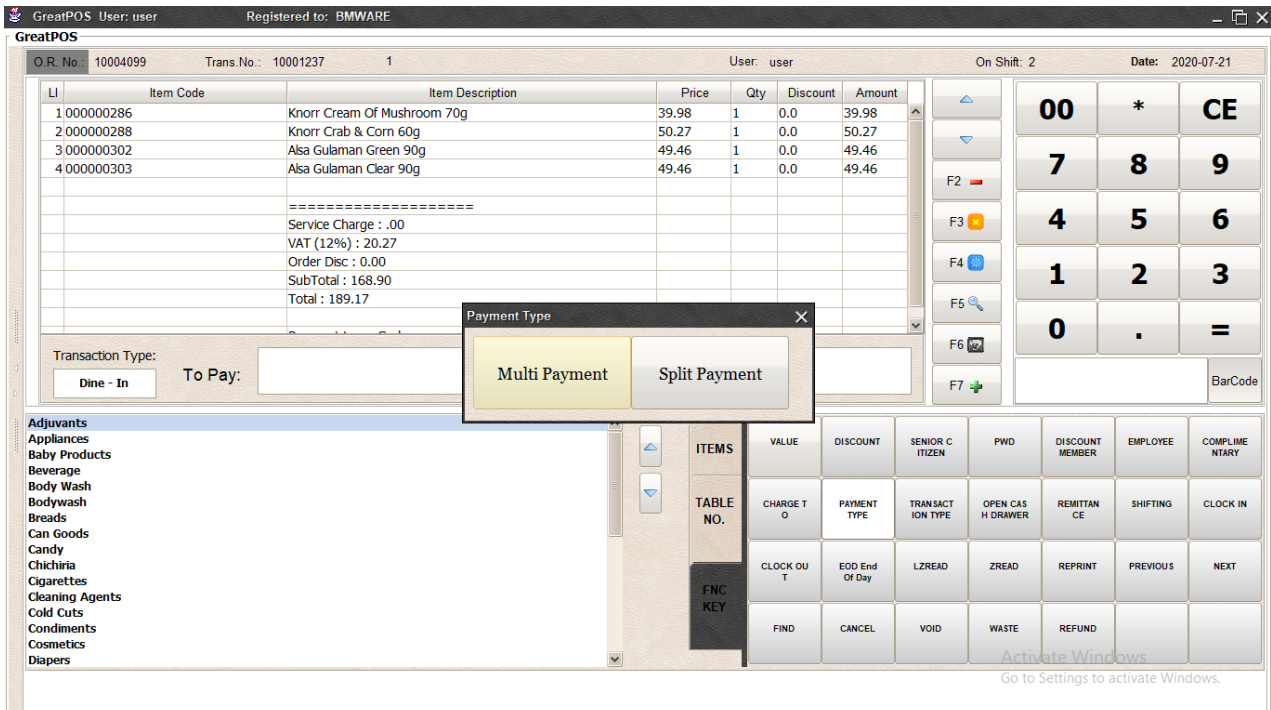 GreatPOS User: user Registered to: BMWARE
GreatPOS
O.R. No.: 10004099 Trans.No.: 10001237 1 User: user On Shift: 2 Date: 2020-07-21
LI Item Code Item Description Price Qty Discount Amount
1 000000286 Knorr Cream Of Mushroom 70g 39.98 1 0.0 39.98
2 000000288 Knorr Crab & Corn 60g 50.27 1 0.0 50.27
3 000000302 Alsa Gulaman Green 90g 49.46 1 0.0 49.46
4 000000303 Alsa Gulaman Clear 90g 49.46 1 0.0 49.46
=====================
Service Charge : .00
VAT (12%) : 20.27
Order Disc : 0.00
SubTotal : 168.90
Total : 189.17
F2
F3
F4
F5
F6
F7
00 * CE
7 8 9
4 5 6
1 2 3
0 . =
BarCode
Payment Type
Multi Payment Split Payment
Transaction Type:
Dine - In
To Pay:
Adjuvants
Appliances
Baby Products
Beverage
Body Wash
Bodywash
Breads
Can Goods
Candy
Chichiria
Cigarettes
Cleaning Agents
Cold Cuts
Condiments
Cosmetics
Diapers
ITEMS
TABLE
NO.
FNC
KEY
VALUE DISCOUNT SENIOR C
ITIZEN PWD DISCOUNT
MEMBER EMPLOYEE COMPLIME
NTARY
CHARGE T
O PAYMENT
TYPE TRANSACT
ION TYPE OPEN CAS
H DRAWER REMITTAN
CE SHIFTING CLOCK IN
CLOCK OU
T EOD End
Of Day LZREAD ZREAD REPRINT PREVIOUS NEXT
FIND CANCEL VOID WASTE REFUND
Activate Windows
Go to Settings to activate Windows.